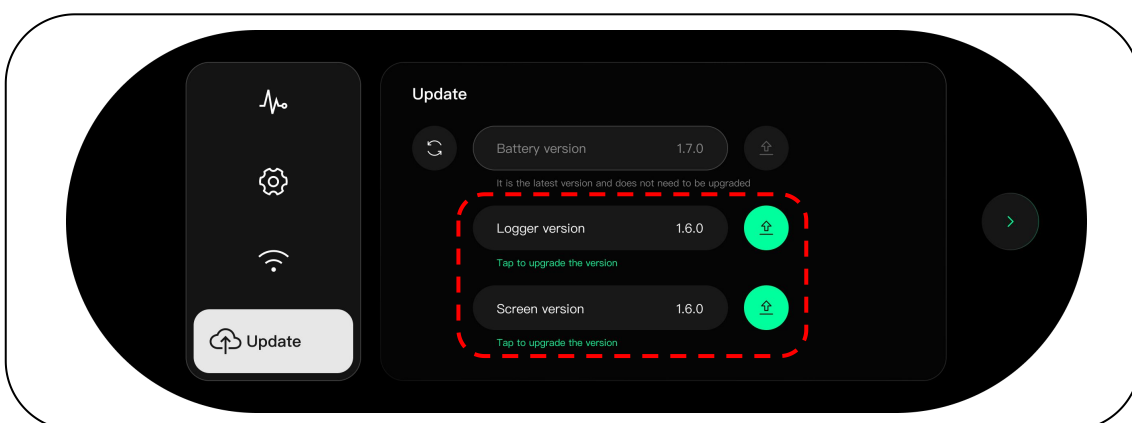 Update
Battery version 1.7.0
It is the latest version and does not need to be upgraded
Logger version 1.6.0
Tap to upgrade the version
Screen version 1.6.0
Tap to upgrade the version
Update